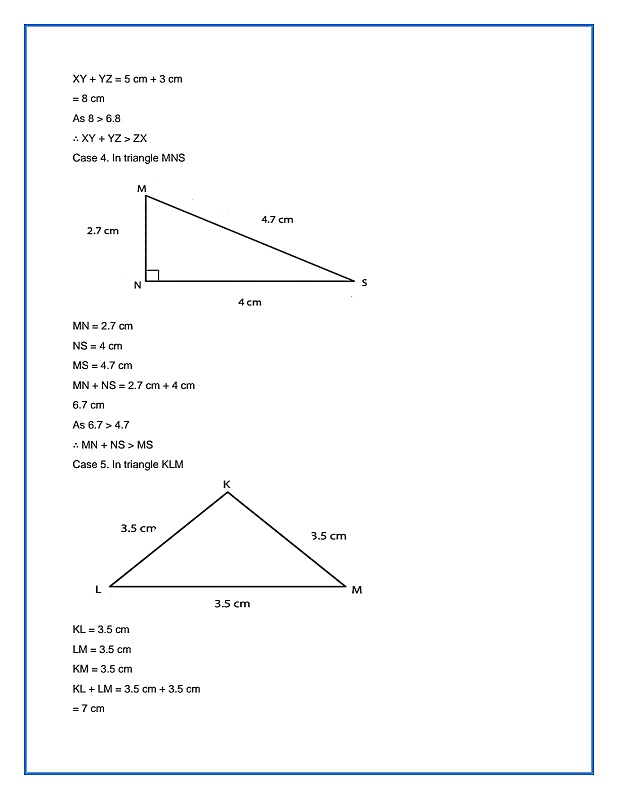 XY + YZ = 5 cm + 3 cm
= 8 cm
As 8 > 6.8
∴ XY + YZ > ZX
Case 4. In triangle MNS
M
4.7 cm
2.7 cm
N
S
4 cm
MN = 2.7 cm
NS = 4 cm
MS = 4.7 cm
MN + NS = 2.7 cm + 4 cm
6.7 cm
As 6.7 > 4.7
∴ MN + NS > MS
Case 5. In triangle KLM
K
3.5 cm
3.5 cm
L
M
3.5 cm
KL = 3.5 cm
LM = 3.5 cm
KM = 3.5 cm
KL + LM = 3.5 cm + 3.5 cm
= 7 cm